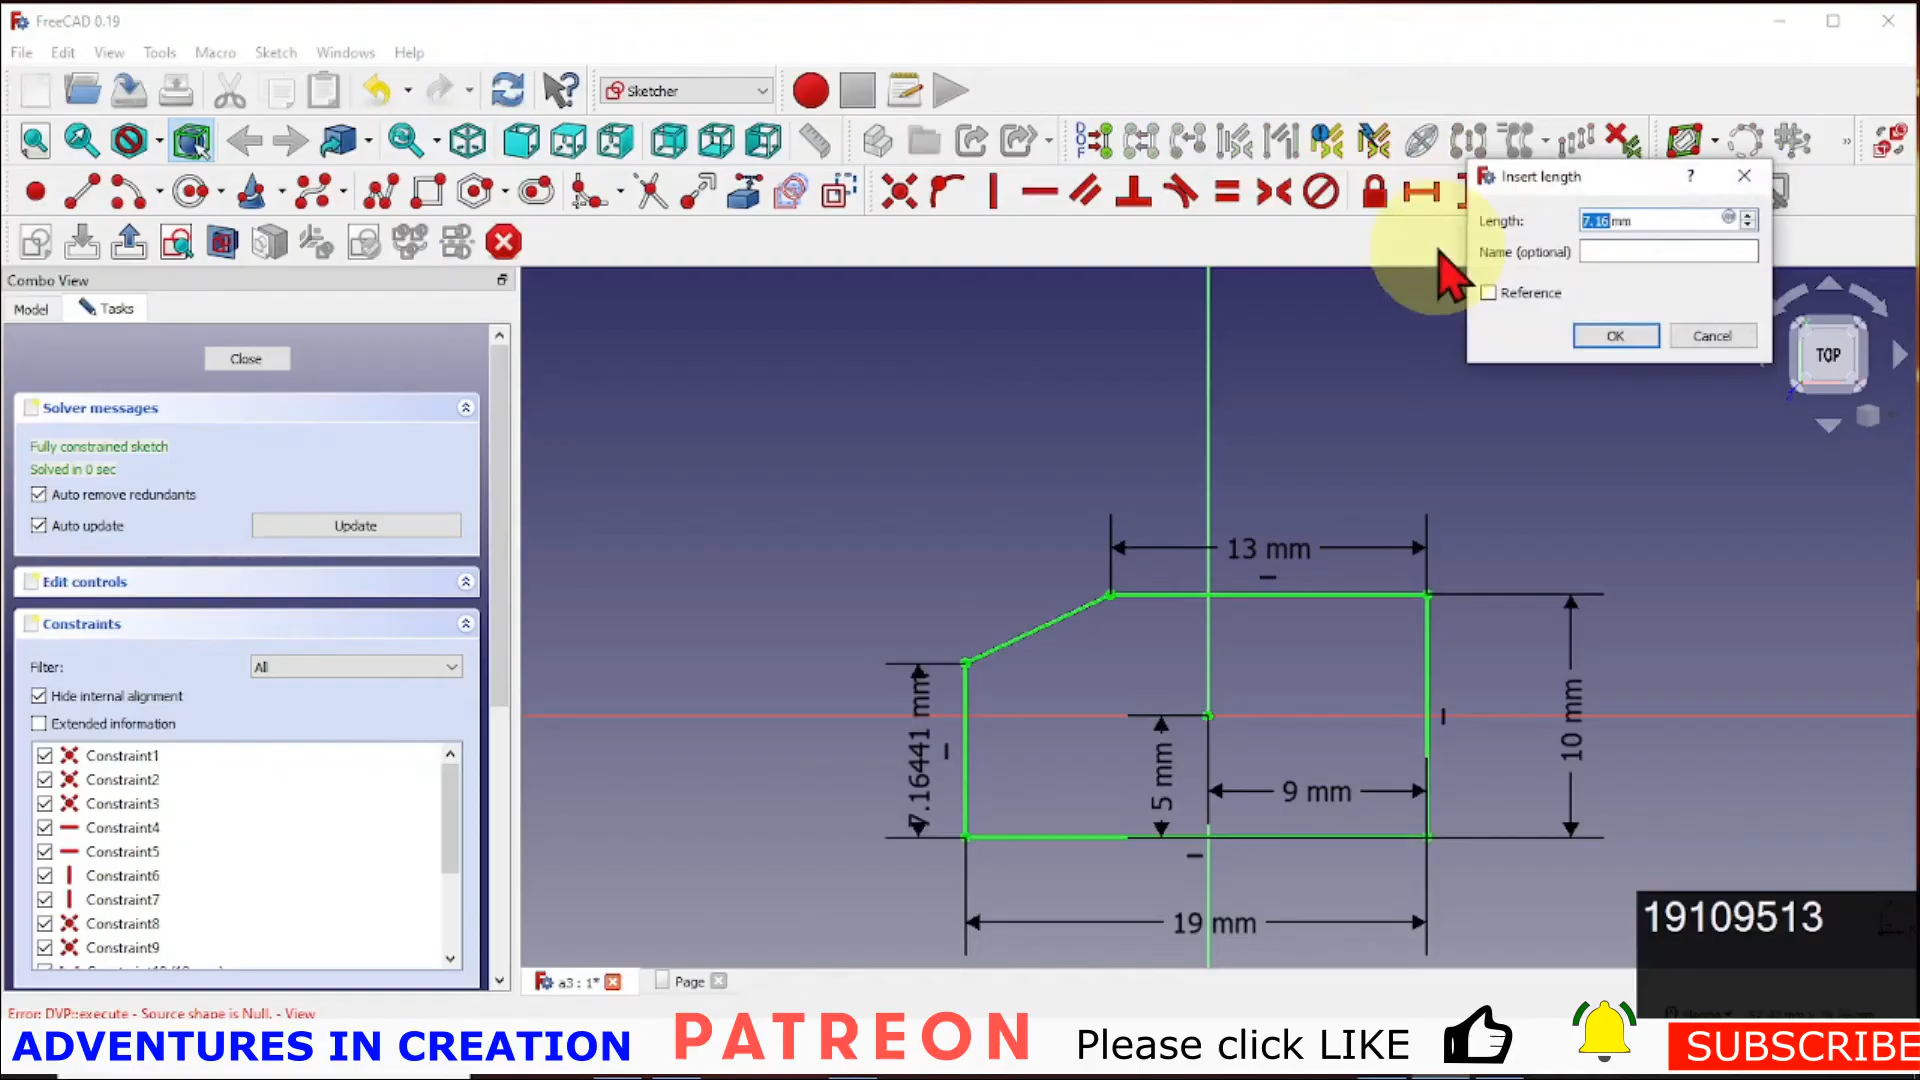 FreeCAD 0.19
File Edit View Tools Macro Sketch Windows Help
Sketcher
DOF
Insert length ?
Length: 7.16 mm
Name (optional)
Reference
OK Cancel
TOP
Combo View
Model Tasks
Close
Solver messages
Fully constrained sketch
Solved in 0 sec
Auto remove redundants
Auto update Update
Edit controls
Constraints
Filter: All
Hide internal alignment
Extended information
Constraint1
Constraint2
Constraint3
Constraint4
Constraint5
Constraint6
Constraint7
Constraint8
Constraint9
13 mm
7.16441 mm
5 mm
9 mm
10 mm
19 mm
19109513
a3 : 1*
Page
Error: DVP::execute - Source shape is Null. - View
ADVENTURES IN CREATION PATREON Please click LIKE SUBSCRIBE